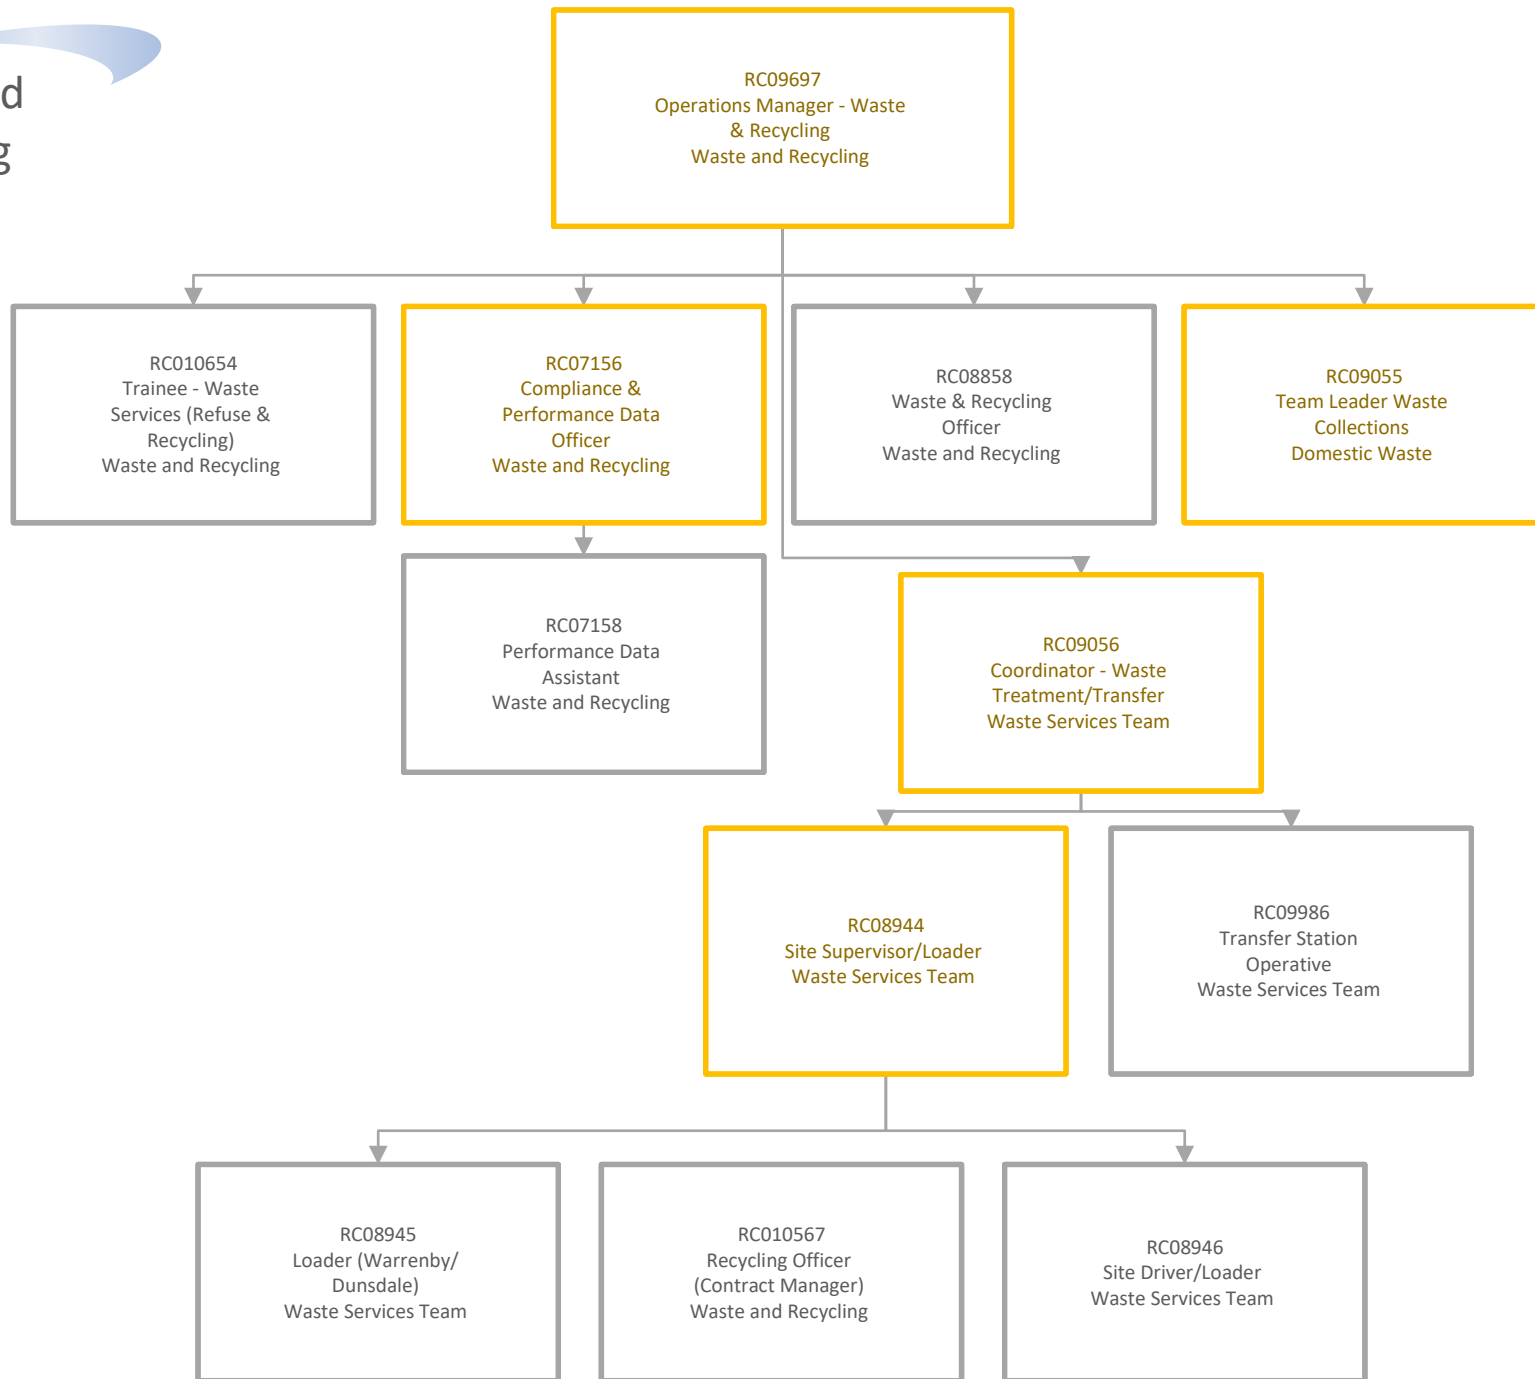 d
g
RC09697
Operations Manager - Waste
& Recycling
Waste and Recycling
RC010654
Trainee - Waste
Services (Refuse &
Recycling)
Waste and Recycling
RC07156
Compliance &
Performance Data
Officer
Waste and Recycling
RC08858
Waste & Recycling
Officer
Waste and Recycling
RC09055
Team Leader Waste
Collections
Domestic Waste
RC07158
Performance Data
Assistant
Waste and Recycling
RC09056
Coordinator - Waste
Treatment/Transfer
Waste Services Team
RC08944
Site Supervisor/Loader
Waste Services Team
RC09986
Transfer Station
Operative
Waste Services Team
RC08945
Loader (Warrenby/
Dunsdale)
Waste Services Team
RC010567
Recycling Officer
(Contract Manager)
Waste and Recycling
RC08946
Site Driver/Loader
Waste Services Team